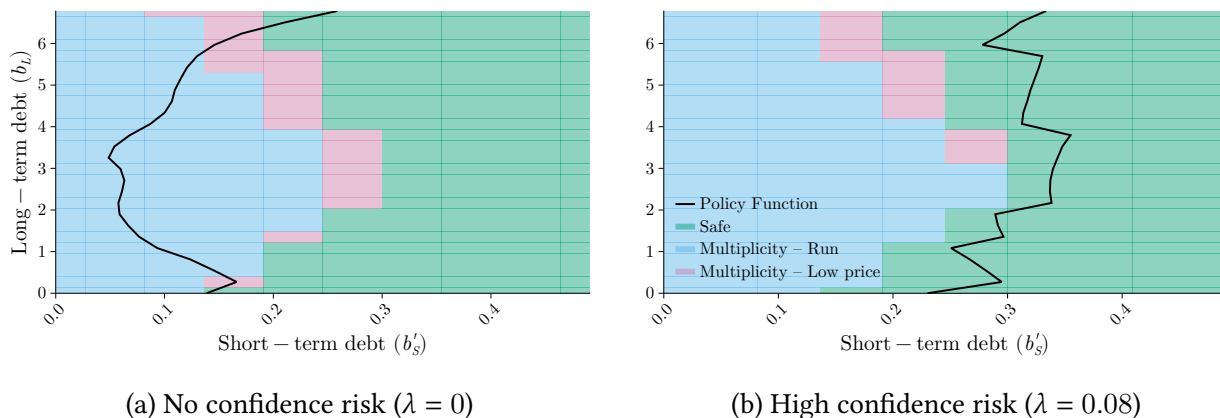 6
5
4
3
2
1
0
Long – term debt (b_L)
0.0
0.1
0.2
0.3
0.4
Short – term debt (b'_S)
(a) No confidence risk (λ = 0)
6
5
4
3
2
1
0
Policy Function
Safe
Multiplicity – Run
Multiplicity – Low price
0.0
0.1
0.2
0.3
0.4
Short – term debt (b'_S)
(b) High confidence risk (λ = 0.08)